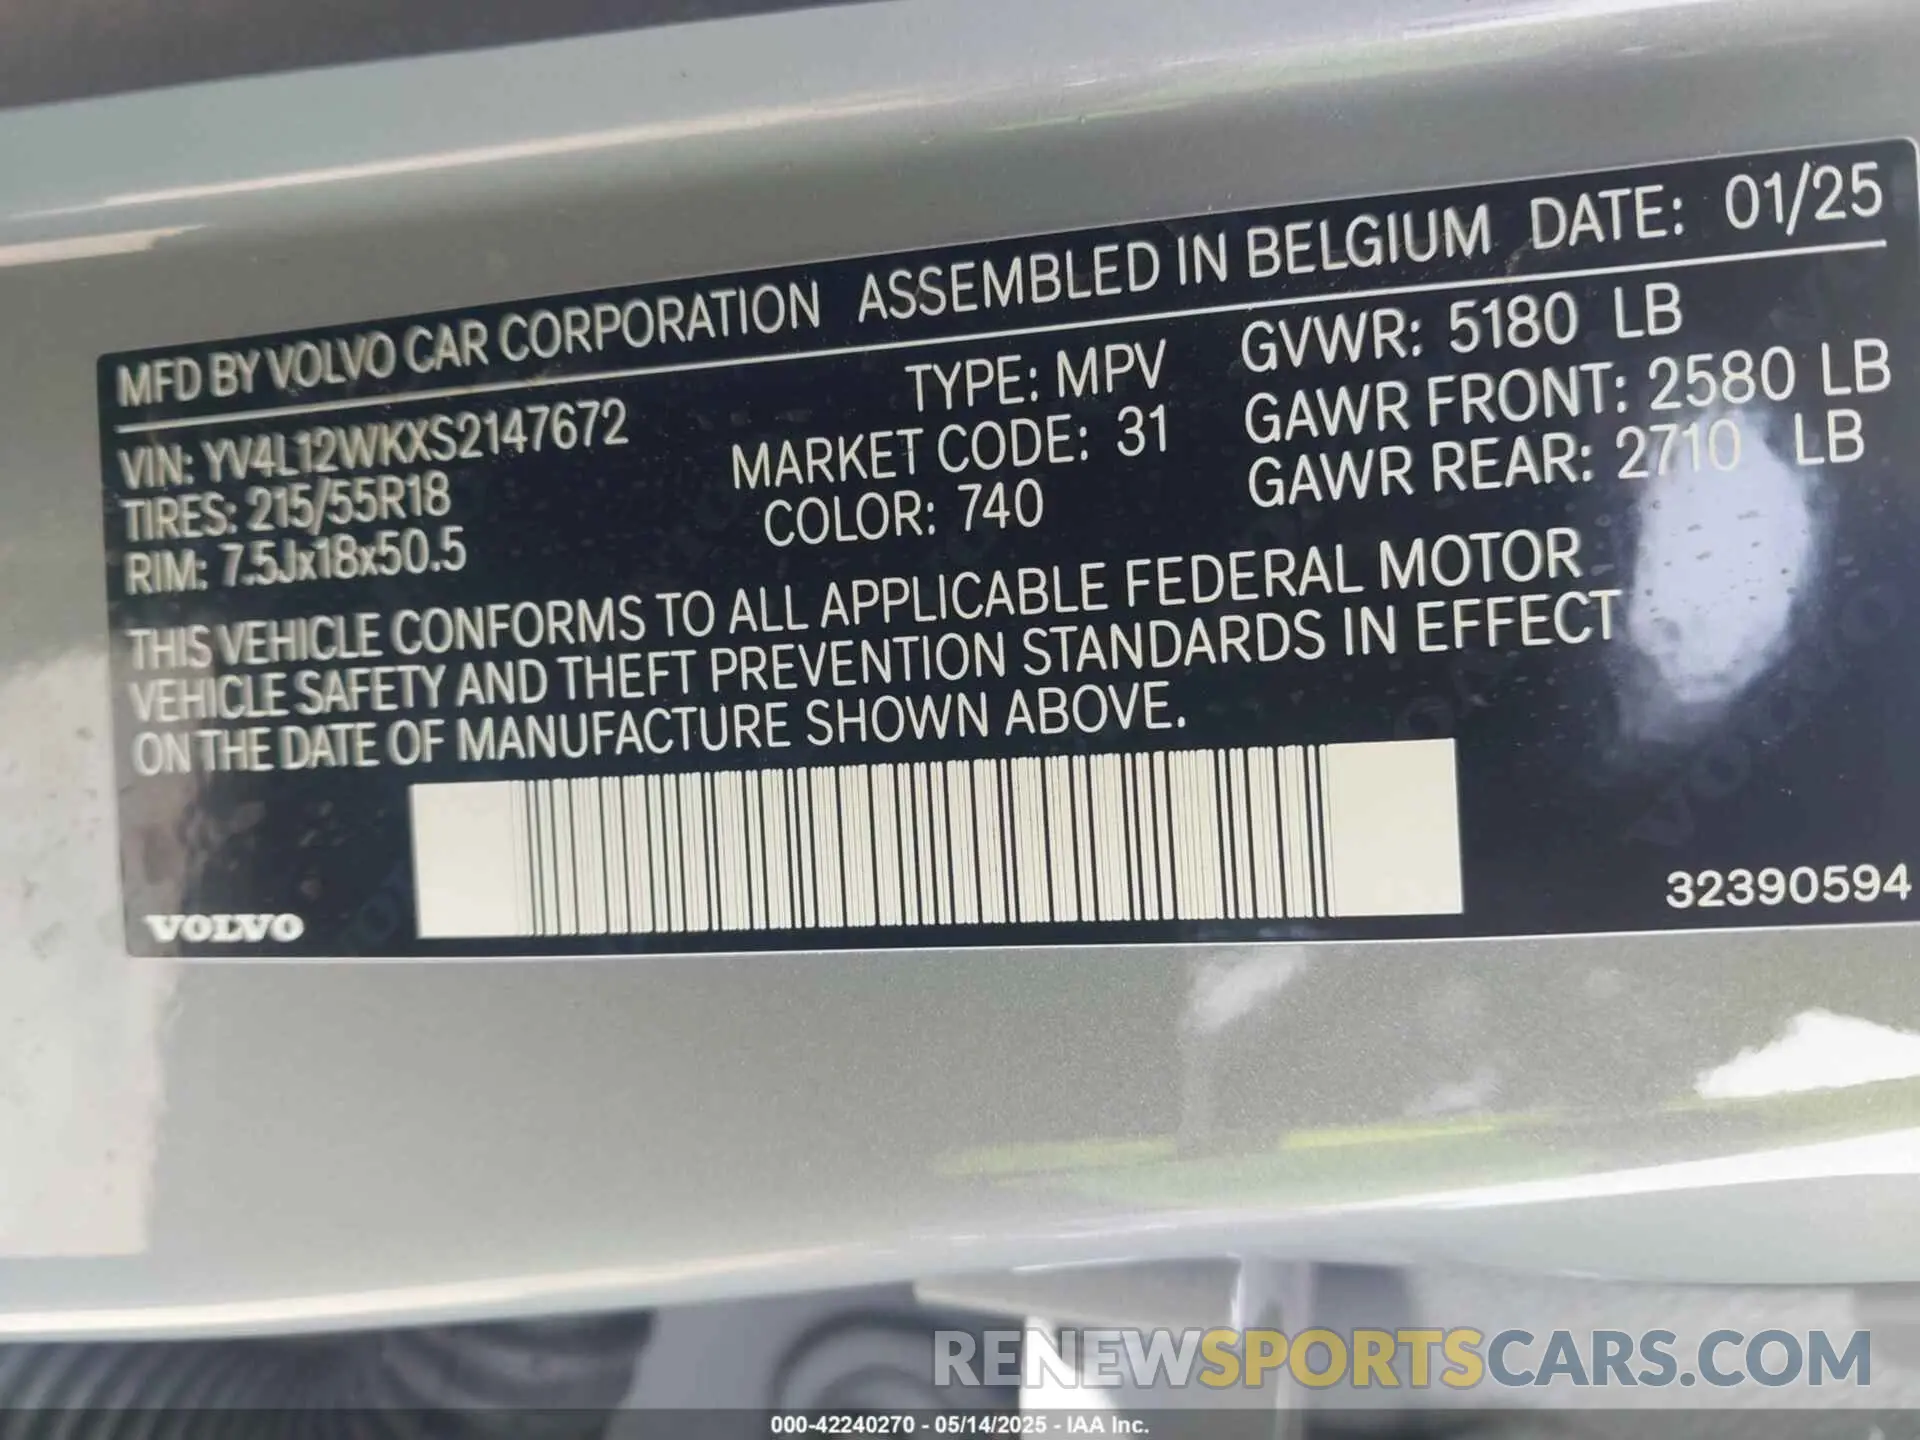 MFD BY VOLVO CAR CORPORATION ASSEMBLED IN BELGIUM DATE: 01/25
VIN: YV4L12WKXS2147672 TYPE: MPV GVWR: 5180 LB
TIRES: 215/55R18 MARKET CODE: 31 GAWR FRONT: 2580 LB
RIM: 7.5Jx18x50.5 COLOR: 740 GAWR REAR: 2710 LB
THIS VEHICLE CONFORMS TO ALL APPLICABLE FEDERAL MOTOR
VEHICLE SAFETY AND THEFT PREVENTION STANDARDS IN EFFECT
ON THE DATE OF MANUFACTURE SHOWN ABOVE.
VOLVO 32390594
RENEWSPORTSCARS.COM
000-42240270 - 05/14/2025 - IAA Inc.